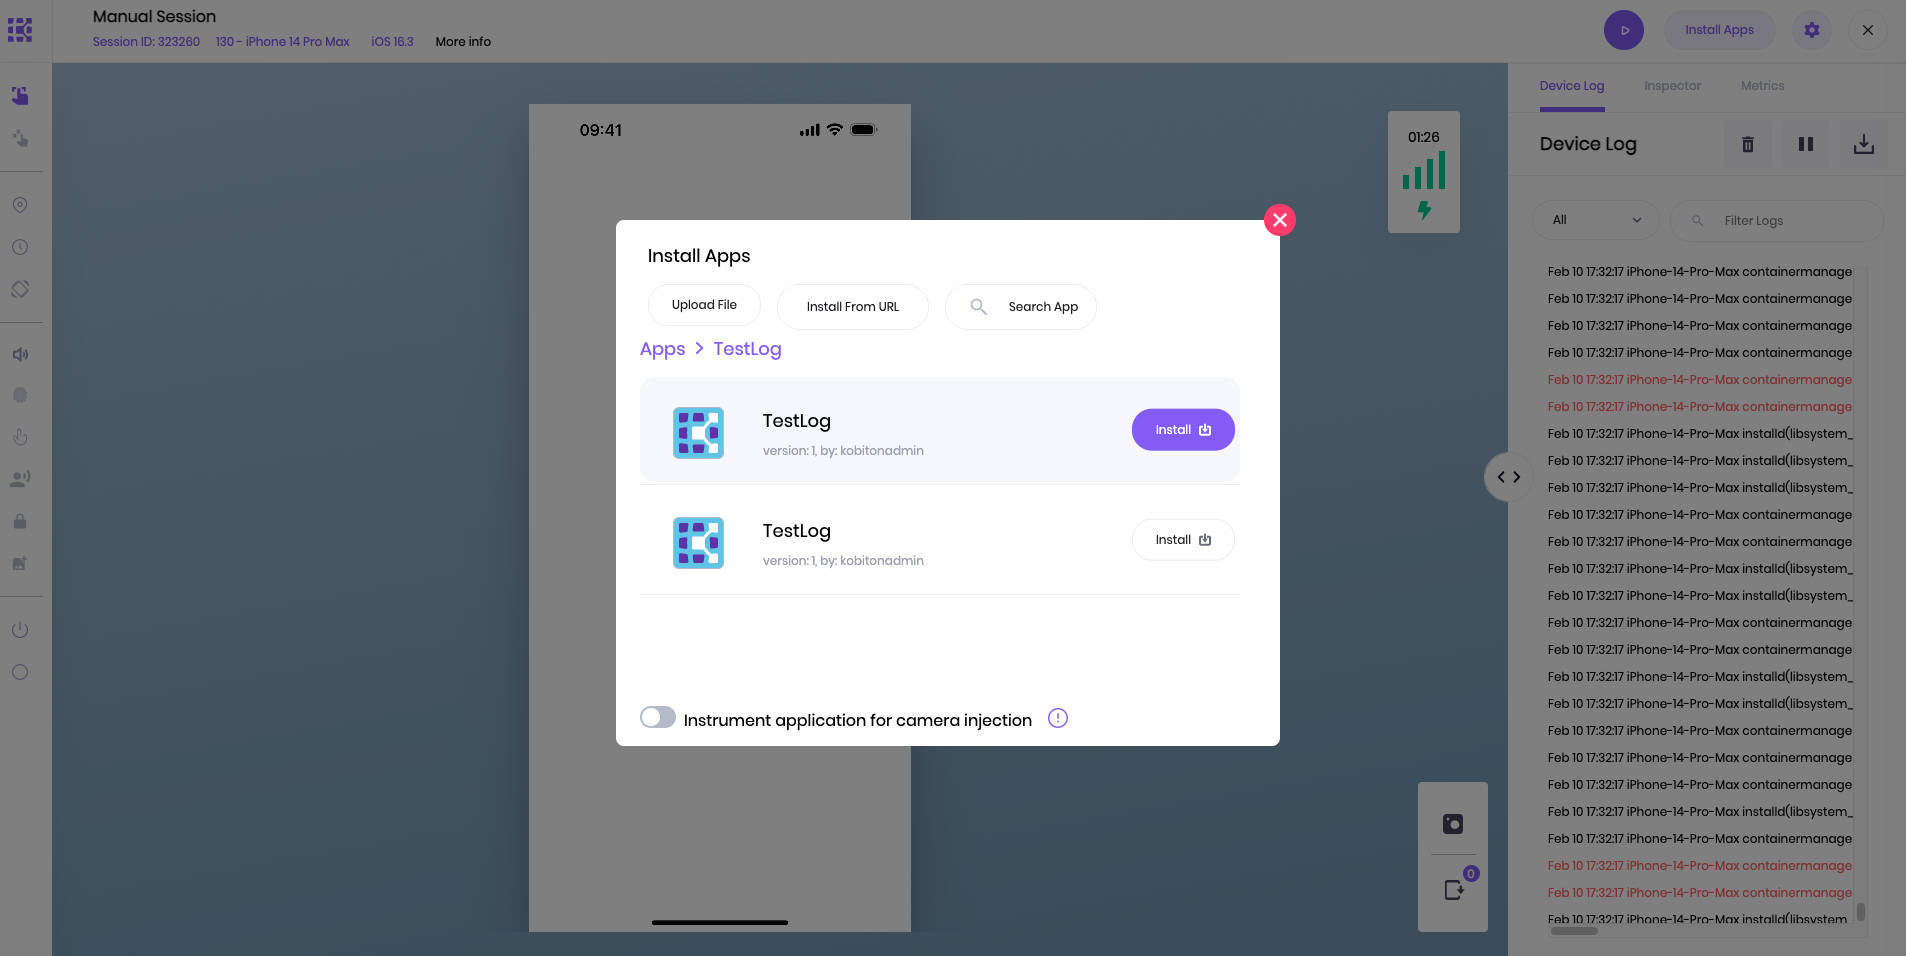 Manual Session
Session ID: 323260 130 - iPhone 14 Pro Max iOS 16.3 More info
Install Apps
Device Log Inspector Metrics
09:41
01:26
Device Log
All Filter Logs
Install Apps
Upload File Install From URL Search App
Apps > TestLog
TestLog
version: 1, by: kobitonadmin
Install
TestLog
version: 1, by: kobitonadmin
Install
Instrument application for camera injection
0
Feb 10 17:32:17 iPhone-14-Pro-Max containermanage
Feb 10 17:32:17 iPhone-14-Pro-Max containermanage
Feb 10 17:32:17 iPhone-14-Pro-Max containermanage
Feb 10 17:32:17 iPhone-14-Pro-Max containermanage
Feb 10 17:32:17 iPhone-14-Pro-Max containermanage
Feb 10 17:32:17 iPhone-14-Pro-Max containermanage
Feb 10 17:32:17 iPhone-14-Pro-Max installd(libsystem_
Feb 10 17:32:17 iPhone-14-Pro-Max installd(libsystem_
Feb 10 17:32:17 iPhone-14-Pro-Max installd(libsystem_
Feb 10 17:32:17 iPhone-14-Pro-Max containermanage
Feb 10 17:32:17 iPhone-14-Pro-Max containermanage
Feb 10 17:32:17 iPhone-14-Pro-Max installd(libsystem_
Feb 10 17:32:17 iPhone-14-Pro-Max installd(libsystem_
Feb 10 17:32:17 iPhone-14-Pro-Max containermanage
Feb 10 17:32:17 iPhone-14-Pro-Max containermanage
Feb 10 17:32:17 iPhone-14-Pro-Max installd(libsystem_
Feb 10 17:32:17 iPhone-14-Pro-Max installd(libsystem_
Feb 10 17:32:17 iPhone-14-Pro-Max containermanage
Feb 10 17:32:17 iPhone-14-Pro-Max containermanage
Feb 10 17:32:17 iPhone-14-Pro-Max containermanage
Feb 10 17:32:17 iPhone-14-Pro-Max installd(libsystem_
Feb 10 17:32:17 iPhone-14-Pro-Max containermanage
Feb 10 17:32:17 iPhone-14-Pro-Max containermanage
Feb 10 17:32:17 iPhone-14-Pro-Max containermanage
Feb 10 17:32:17 iPhone-14-Pro-Max installd(libsystem_